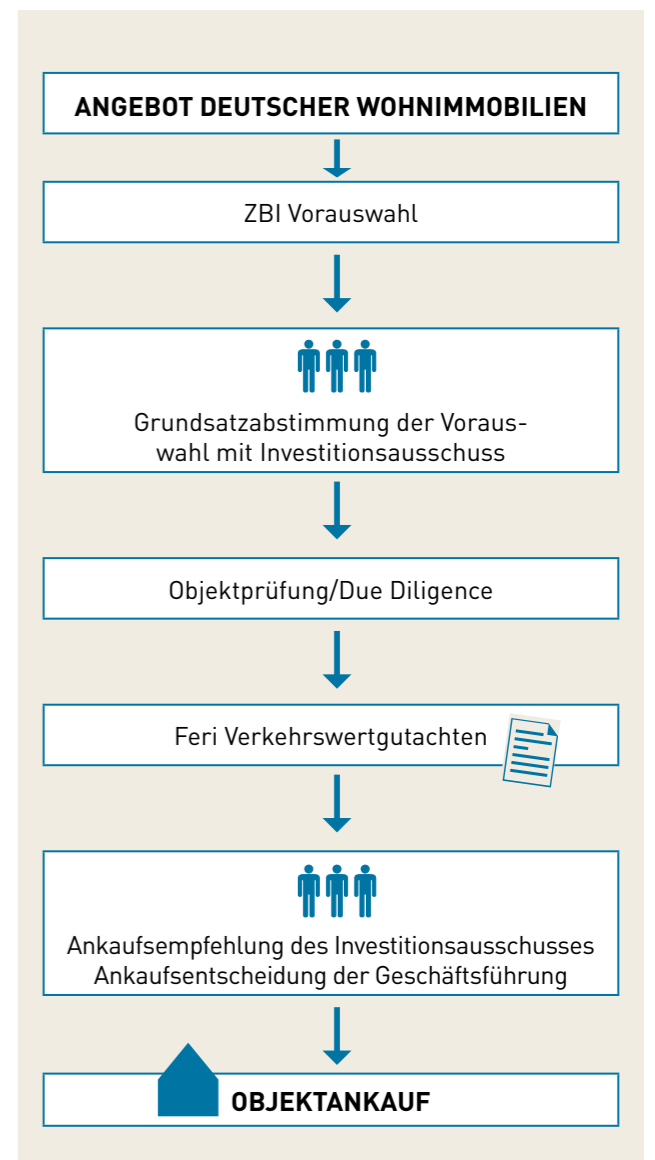 ANGEBOT DEUTSCHER WOHNIMMOBILIEN
ZBI Vorauswahl
Grundsatzabstimmung der Voraus-
wahl mit Investitionsausschuss
Objektprüfung/Due Diligence
Feri Verkehrswertgutachten
Ankaufsempfehlung des Investitionsausschusses
Ankaufsentscheidung der Geschäftsführung
OBJEKTANKAUF